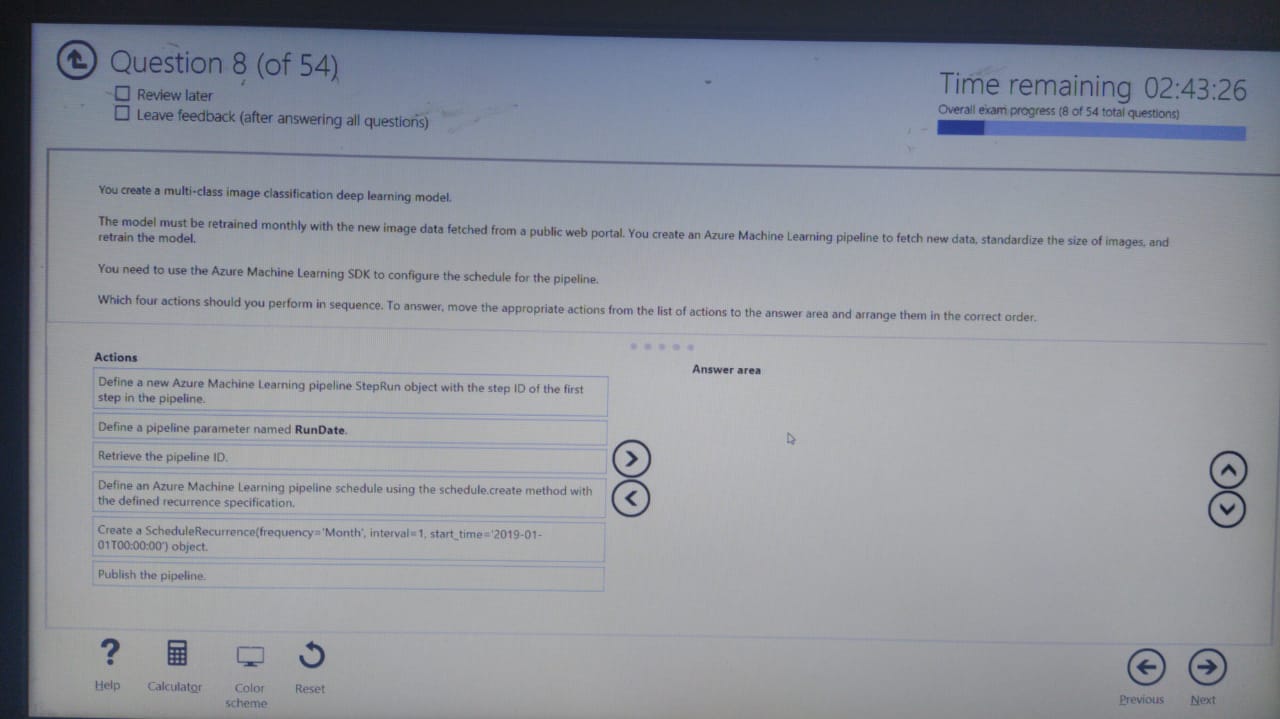 Question 8 (of 54)
Review later
Leave feedback (after answering all questions)
Time remaining 02:43:26
Overall exam progress (8 of 54 total questions)
You create a multi-class image classification deep learning model.
The model must be retrained monthly with the new image data fetched from a public web portal. You create an Azure Machine Learning pipeline to fetch new data, standardize the size of images, and
retrain the model.
You need to use the Azure Machine Learning SDK to configure the schedule for the pipeline.
Which four actions should you perform in sequence. To answer, move the appropriate actions from the list of actions to the answer area and arrange them in the correct order.
Actions
Define a new Azure Machine Learning pipeline StepRun object with the step ID of the first
step in the pipeline.
Define a pipeline parameter named RunDate.
Retrieve the pipeline ID.
Define an Azure Machine Learning pipeline schedule using the schedule.create method with
the defined recurrence specification.
Create a ScheduleRecurrence(frequency='Month', interval=1, start_time='2019-01-
01T00:00:00') object.
Publish the pipeline.
Answer area
?
Help
Calculator
Color
scheme
Reset
Previous
Next